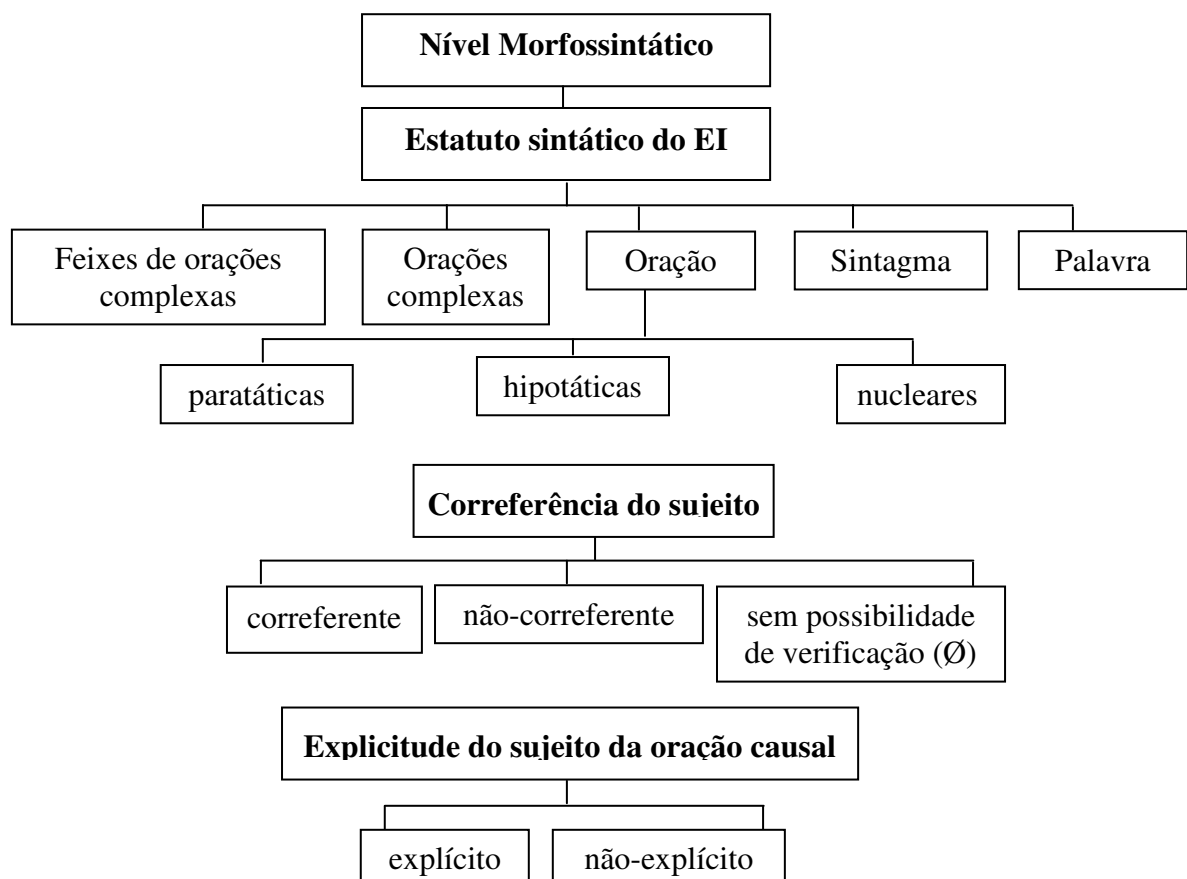 Nível Morfossintático
Estatuto sintático do EI
Feixes de orações
complexas
Orações
complexas
Oração
Sintagma
Palavra
paratáticas
hipotáticas
nucleares
Correferência do sujeito
correferente
não-correferente
sem possibilidade
de verificação (Ø)
Explicitude do sujeito da oração causal
explícito
não-explícito